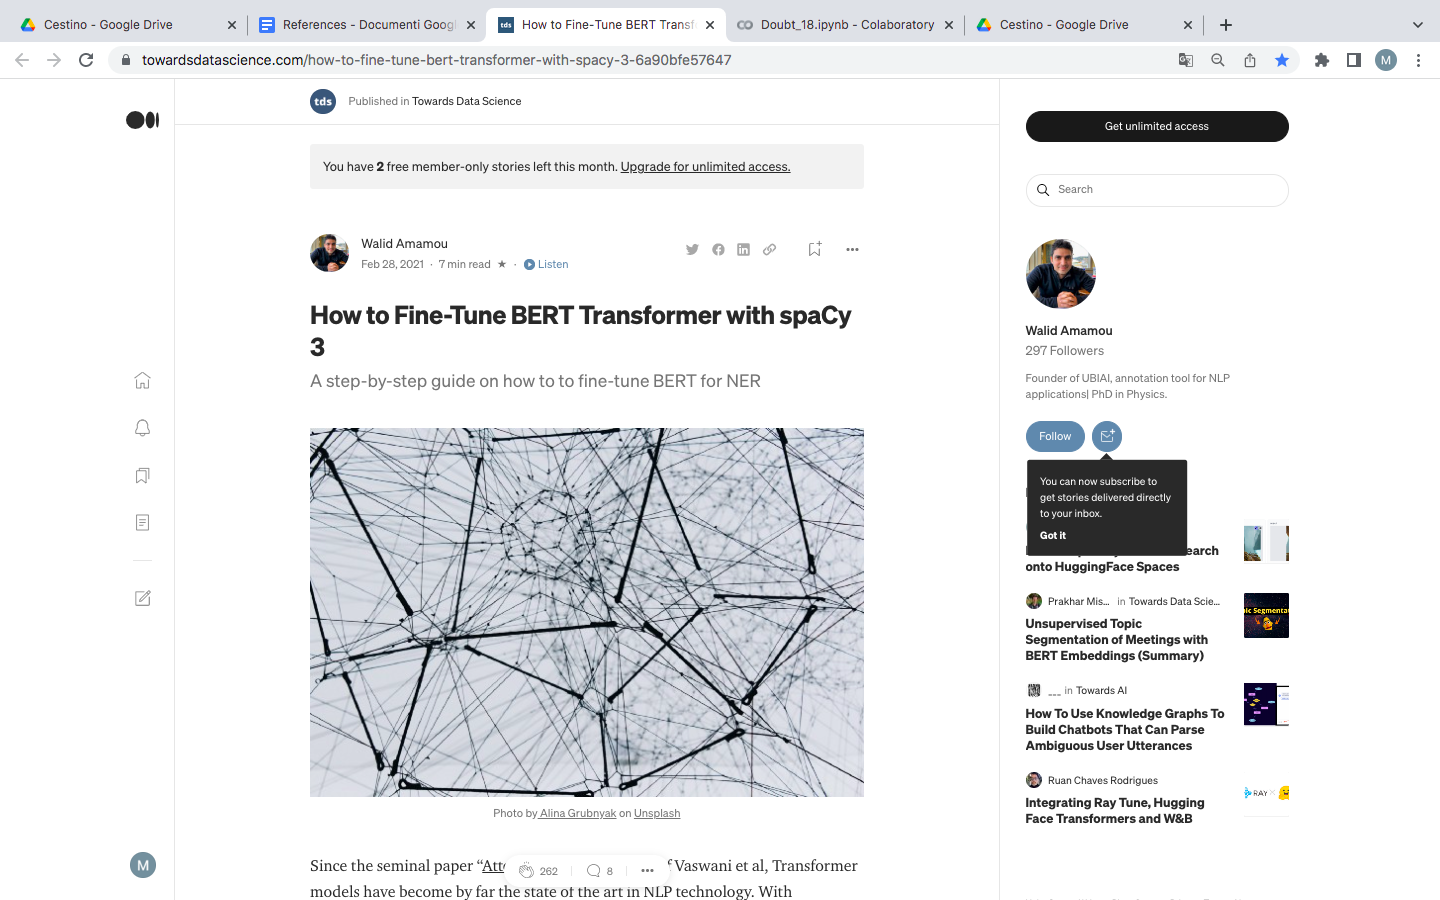 Cestino - Google Drive
References - Documenti Goog
How to Fine-Tune BERT Transf
Doubt_18.ipynb - Colaboratory
Cestino - Google Drive
towardsdatascience.com/how-to-fine-tune-bert-transformer-with-spacy-3-6a90bfe57647
M
tds Published in Towards Data Science
You have 2 free member-only stories left this month. Upgrade for unlimited access.
Walid Amamou
Feb 28, 2021 · 7 min read ★ · Listen
How to Fine-Tune BERT Transformer with spaCy
3
A step-by-step guide on how to to fine-tune BERT for NER
Photo by Alina Grubnyak on Unsplash
Since the seminal paper “Atte Vaswani et al, Transformer
262 8
models have become by far the state of the art in NLP technology. With
M
Get unlimited access
Search
Walid Amamou
297 Followers
Founder of UBIAI, annotation tool for NLP
applications| PhD in Physics.
Follow
You can now subscribe to
get stories delivered directly
to your inbox.
Got it
earch
onto HuggingFace Spaces
Prakhar Mis... in Towards Data Scie...
Unsupervised Topic
Segmentation of Meetings with
BERT Embeddings (Summary)
ic Segmentat
___ in Towards AI
How To Use Knowledge Graphs To
Build Chatbots That Can Parse
Ambiguous User Utterances
Ruan Chaves Rodrigues
Integrating Ray Tune, Hugging
Face Transformers and W&B
RAY